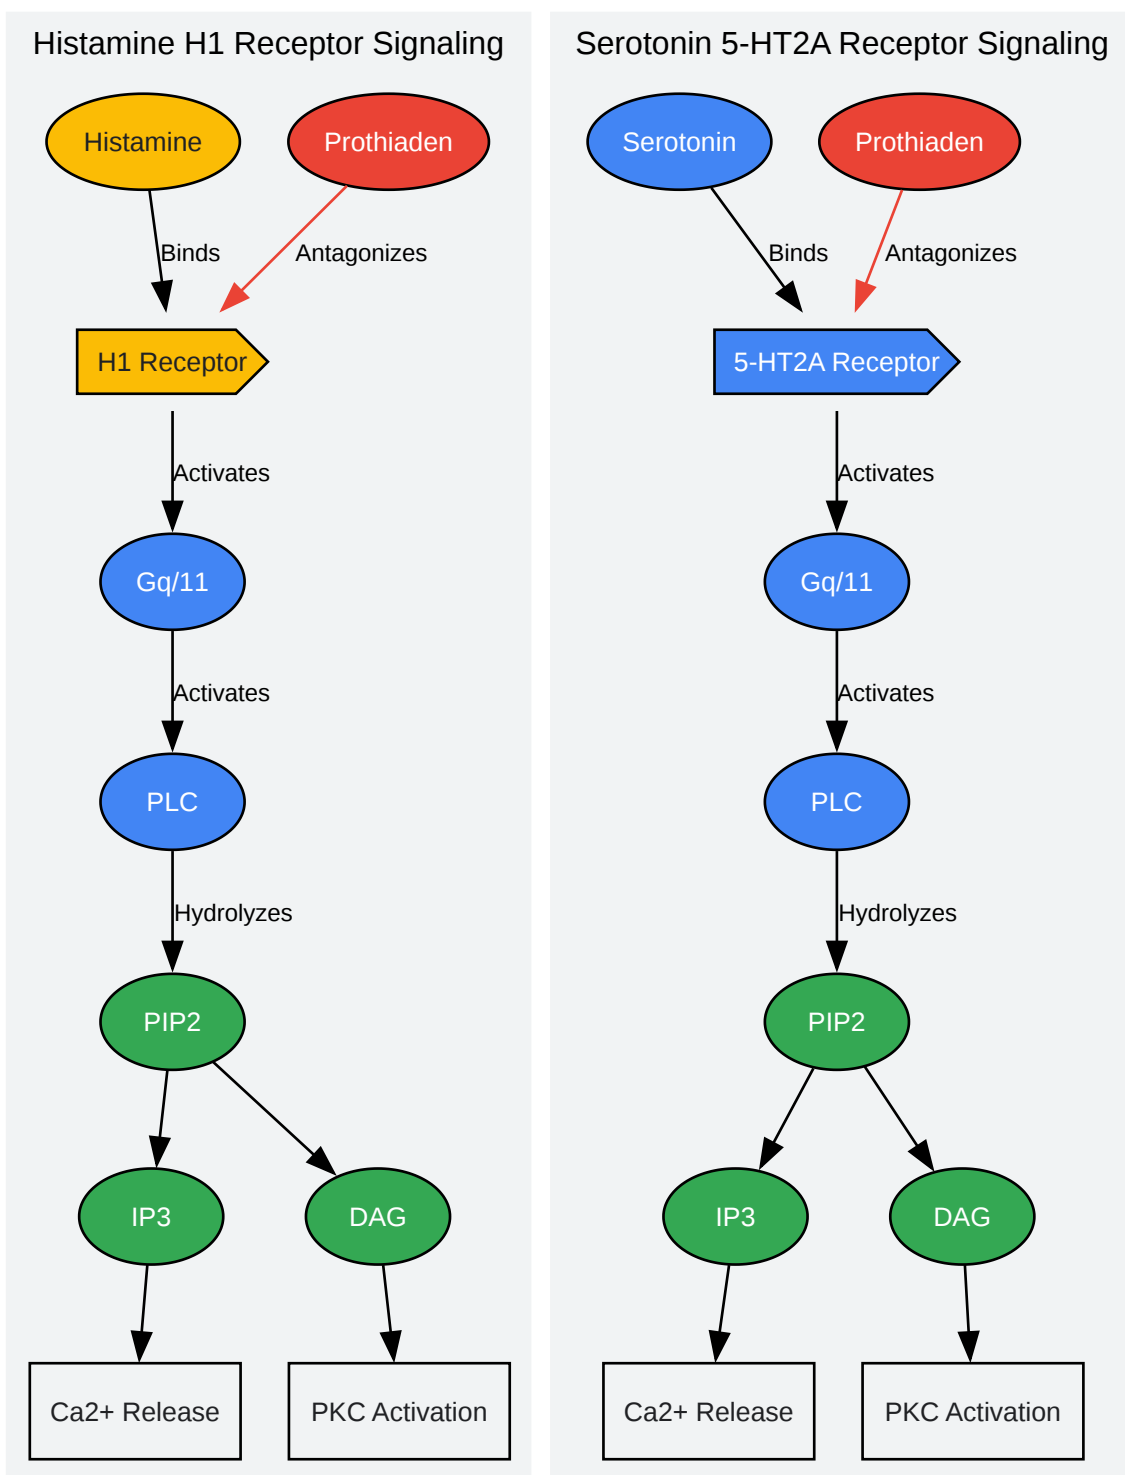 Histamine H1 Receptor Signaling
Histamine
Prothiaden
Binds
Antagonizes
H1 Receptor
Activates
Gq/11
Activates
PLC
Hydrolyzes
PIP2
IP3
DAG
Ca2+ Release
PKC Activation
Serotonin 5-HT2A Receptor Signaling
Serotonin
Prothiaden
Binds
Antagonizes
5-HT2A Receptor
Activates
Gq/11
Activates
PLC
Hydrolyzes
PIP2
IP3
DAG
Ca2+ Release
PKC Activation